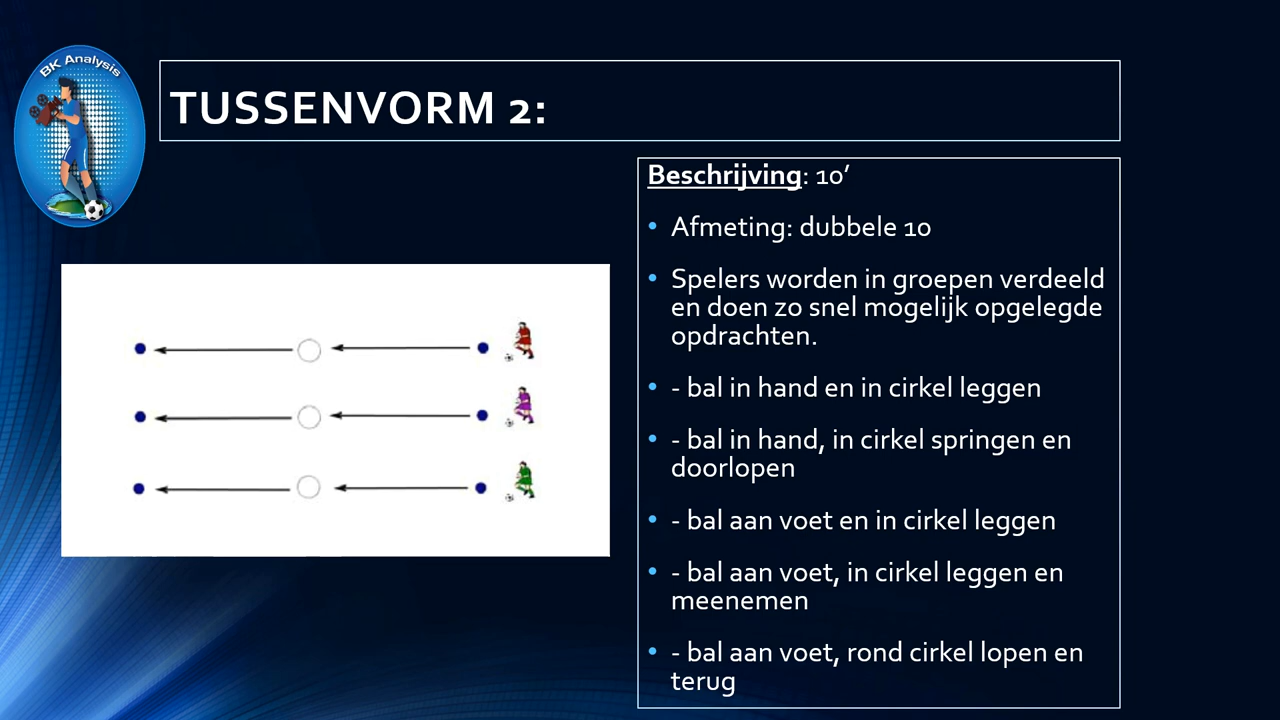 BK Analysis
TUSSENVORM 2:
Beschrijving: 10’
• Afmeting: dubbele 10
• Spelers worden in groepen verdeeld
en doen zo snel mogelijk opgelegde
opdrachten.
• - bal in hand en in cirkel leggen
• - bal in hand, in cirkel springen en
doorlopen
• - bal aan voet en in cirkel leggen
• - bal aan voet, in cirkel leggen en
meenemen
• - bal aan voet, rond cirkel lopen en
terug